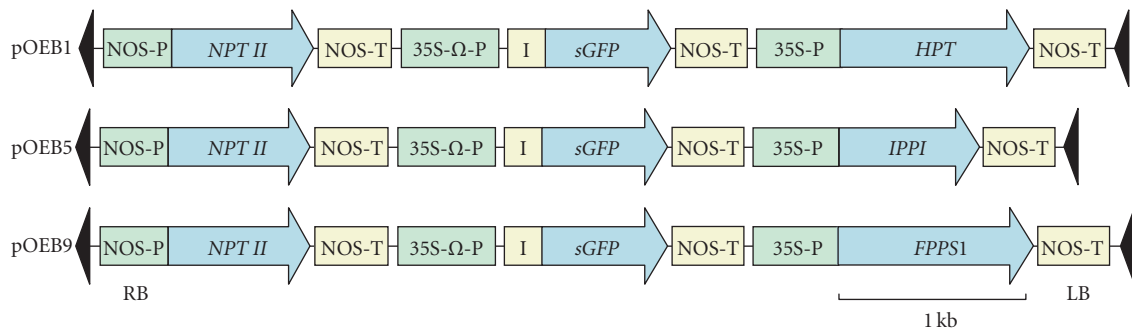 pOEB1 NOS-P NPT II NOS-T 35S-Ω-P I sGFP NOS-T 35S-P HPT NOS-T
pOEB5 NOS-P NPT II NOS-T 35S-Ω-P I sGFP NOS-T 35S-P IPPI NOS-T
pOEB9 NOS-P NPT II NOS-T 35S-Ω-P I sGFP NOS-T 35S-P FPPS1 NOS-T
RB LB
1 kb